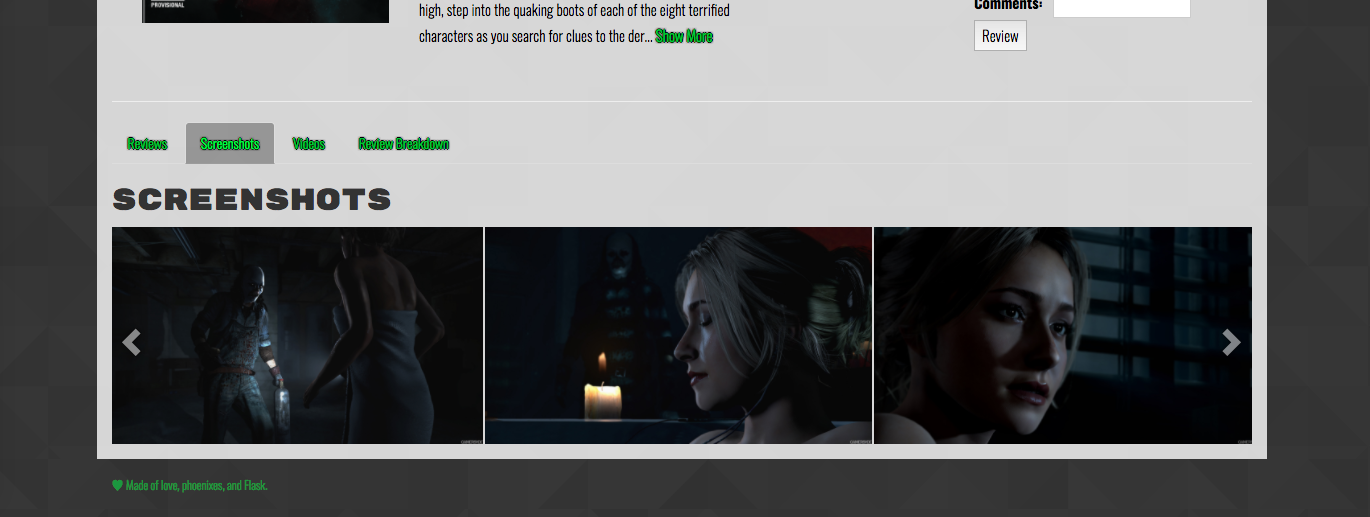 PROVISIONAL
high, step into the quaking boots of each of the eight terrified
characters as you search for clues to the der... Show More
Comments:
Review
Reviews
Screenshots
Videos
Review Breakdown
SCREENSHOTS
Made of love, phoenixes, and Flask.